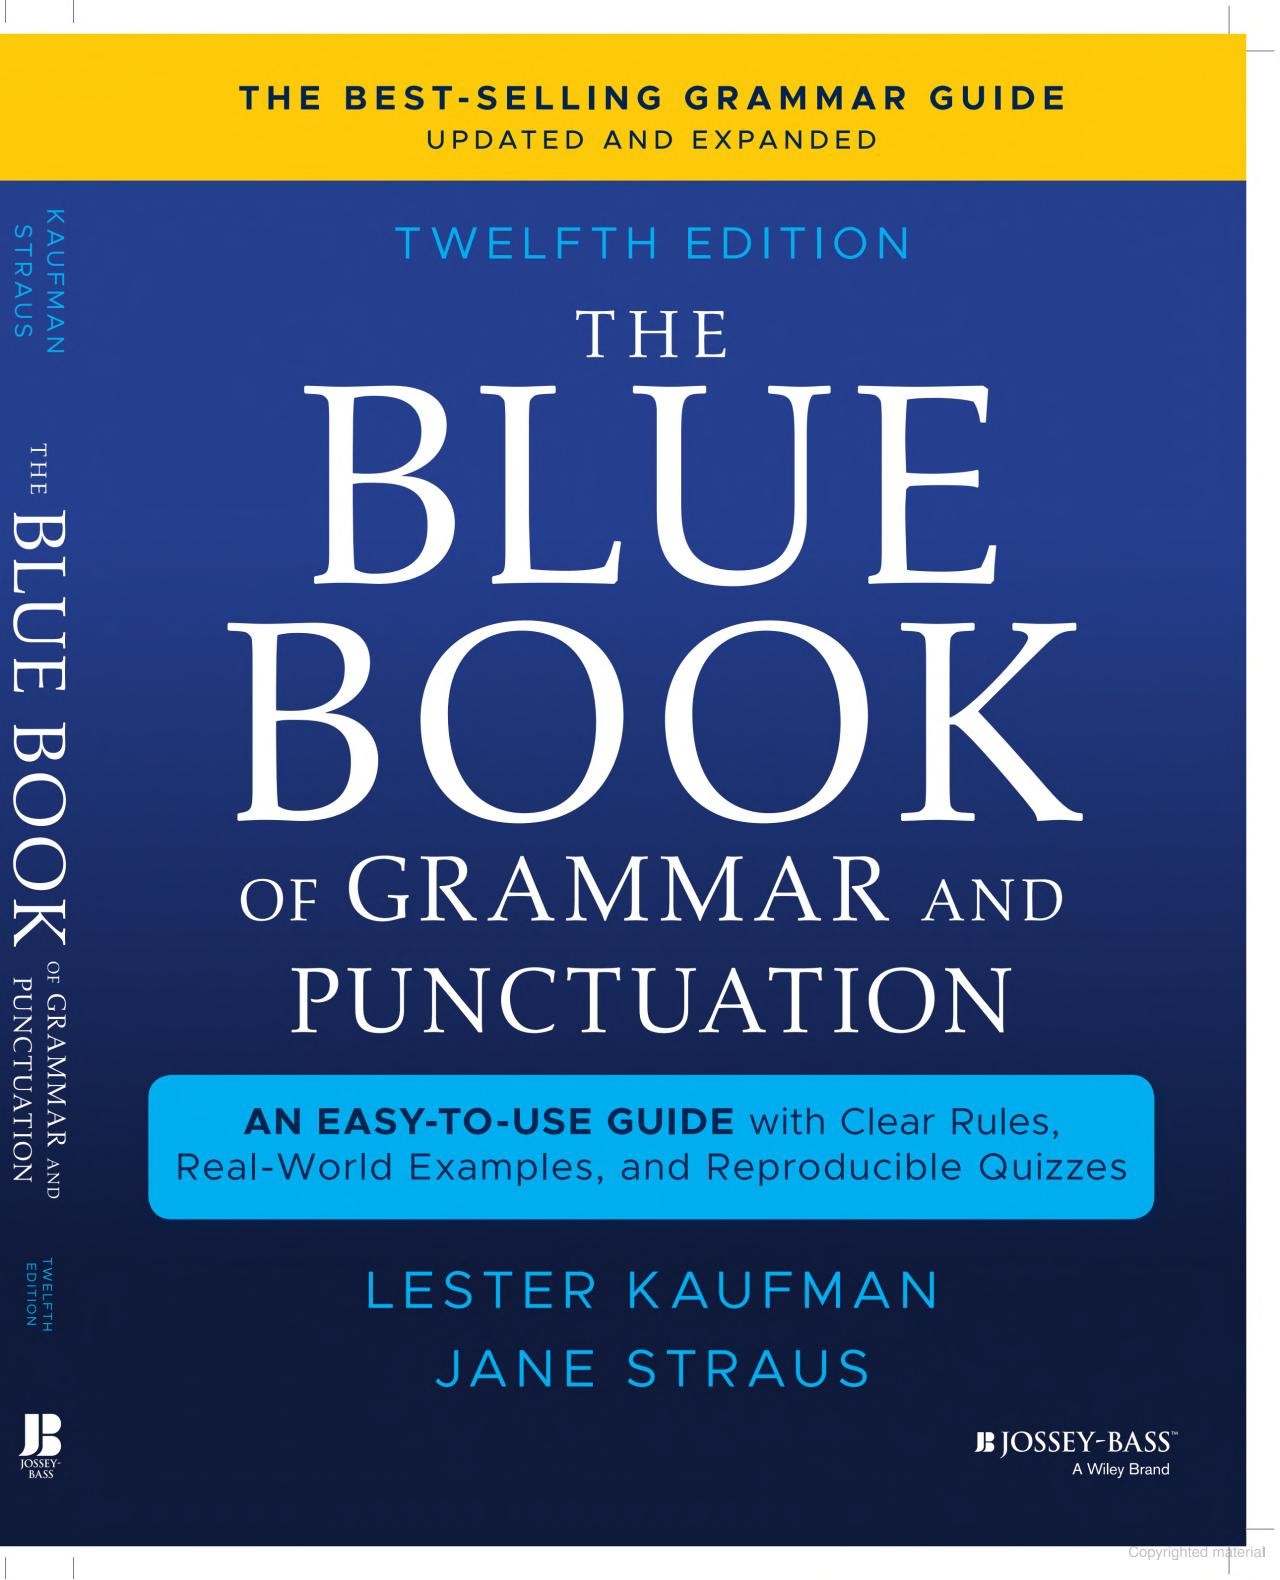 THE BEST-SELLING GRAMMAR GUIDE
UPDATED AND EXPANDED
TWELFTH EDITION
THE
BLUE
BOOK
OF GRAMMAR AND
PUNCTUATION
AN EASY-TO-USE GUIDE with Clear Rules,
Real-World Examples, and Reproducible Quizzes
LESTER KAUFMAN
JANE STRAUS
JB JOSSEY-BASS™
A Wiley Brand
KAUFMAN
STRAUS
THE BLUE BOOK OF GRAMMAR AND
PUNCTUATION
TWELFTH
EDITION
JB
JOSSEY-
BASS
Copyrighted material